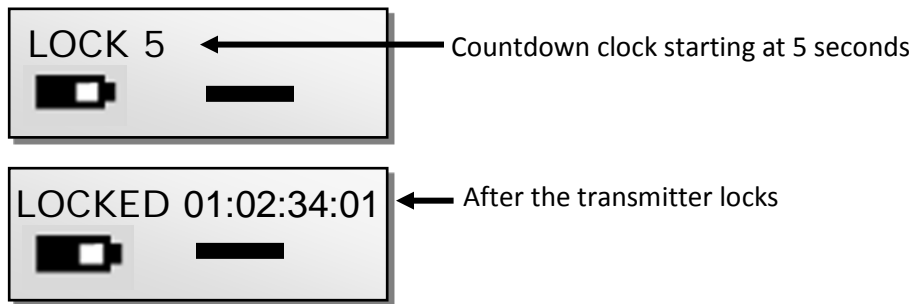 LOCK 5
Countdown clock starting at 5 seconds
LOCKED 01:02:34:01
After the transmitter locks